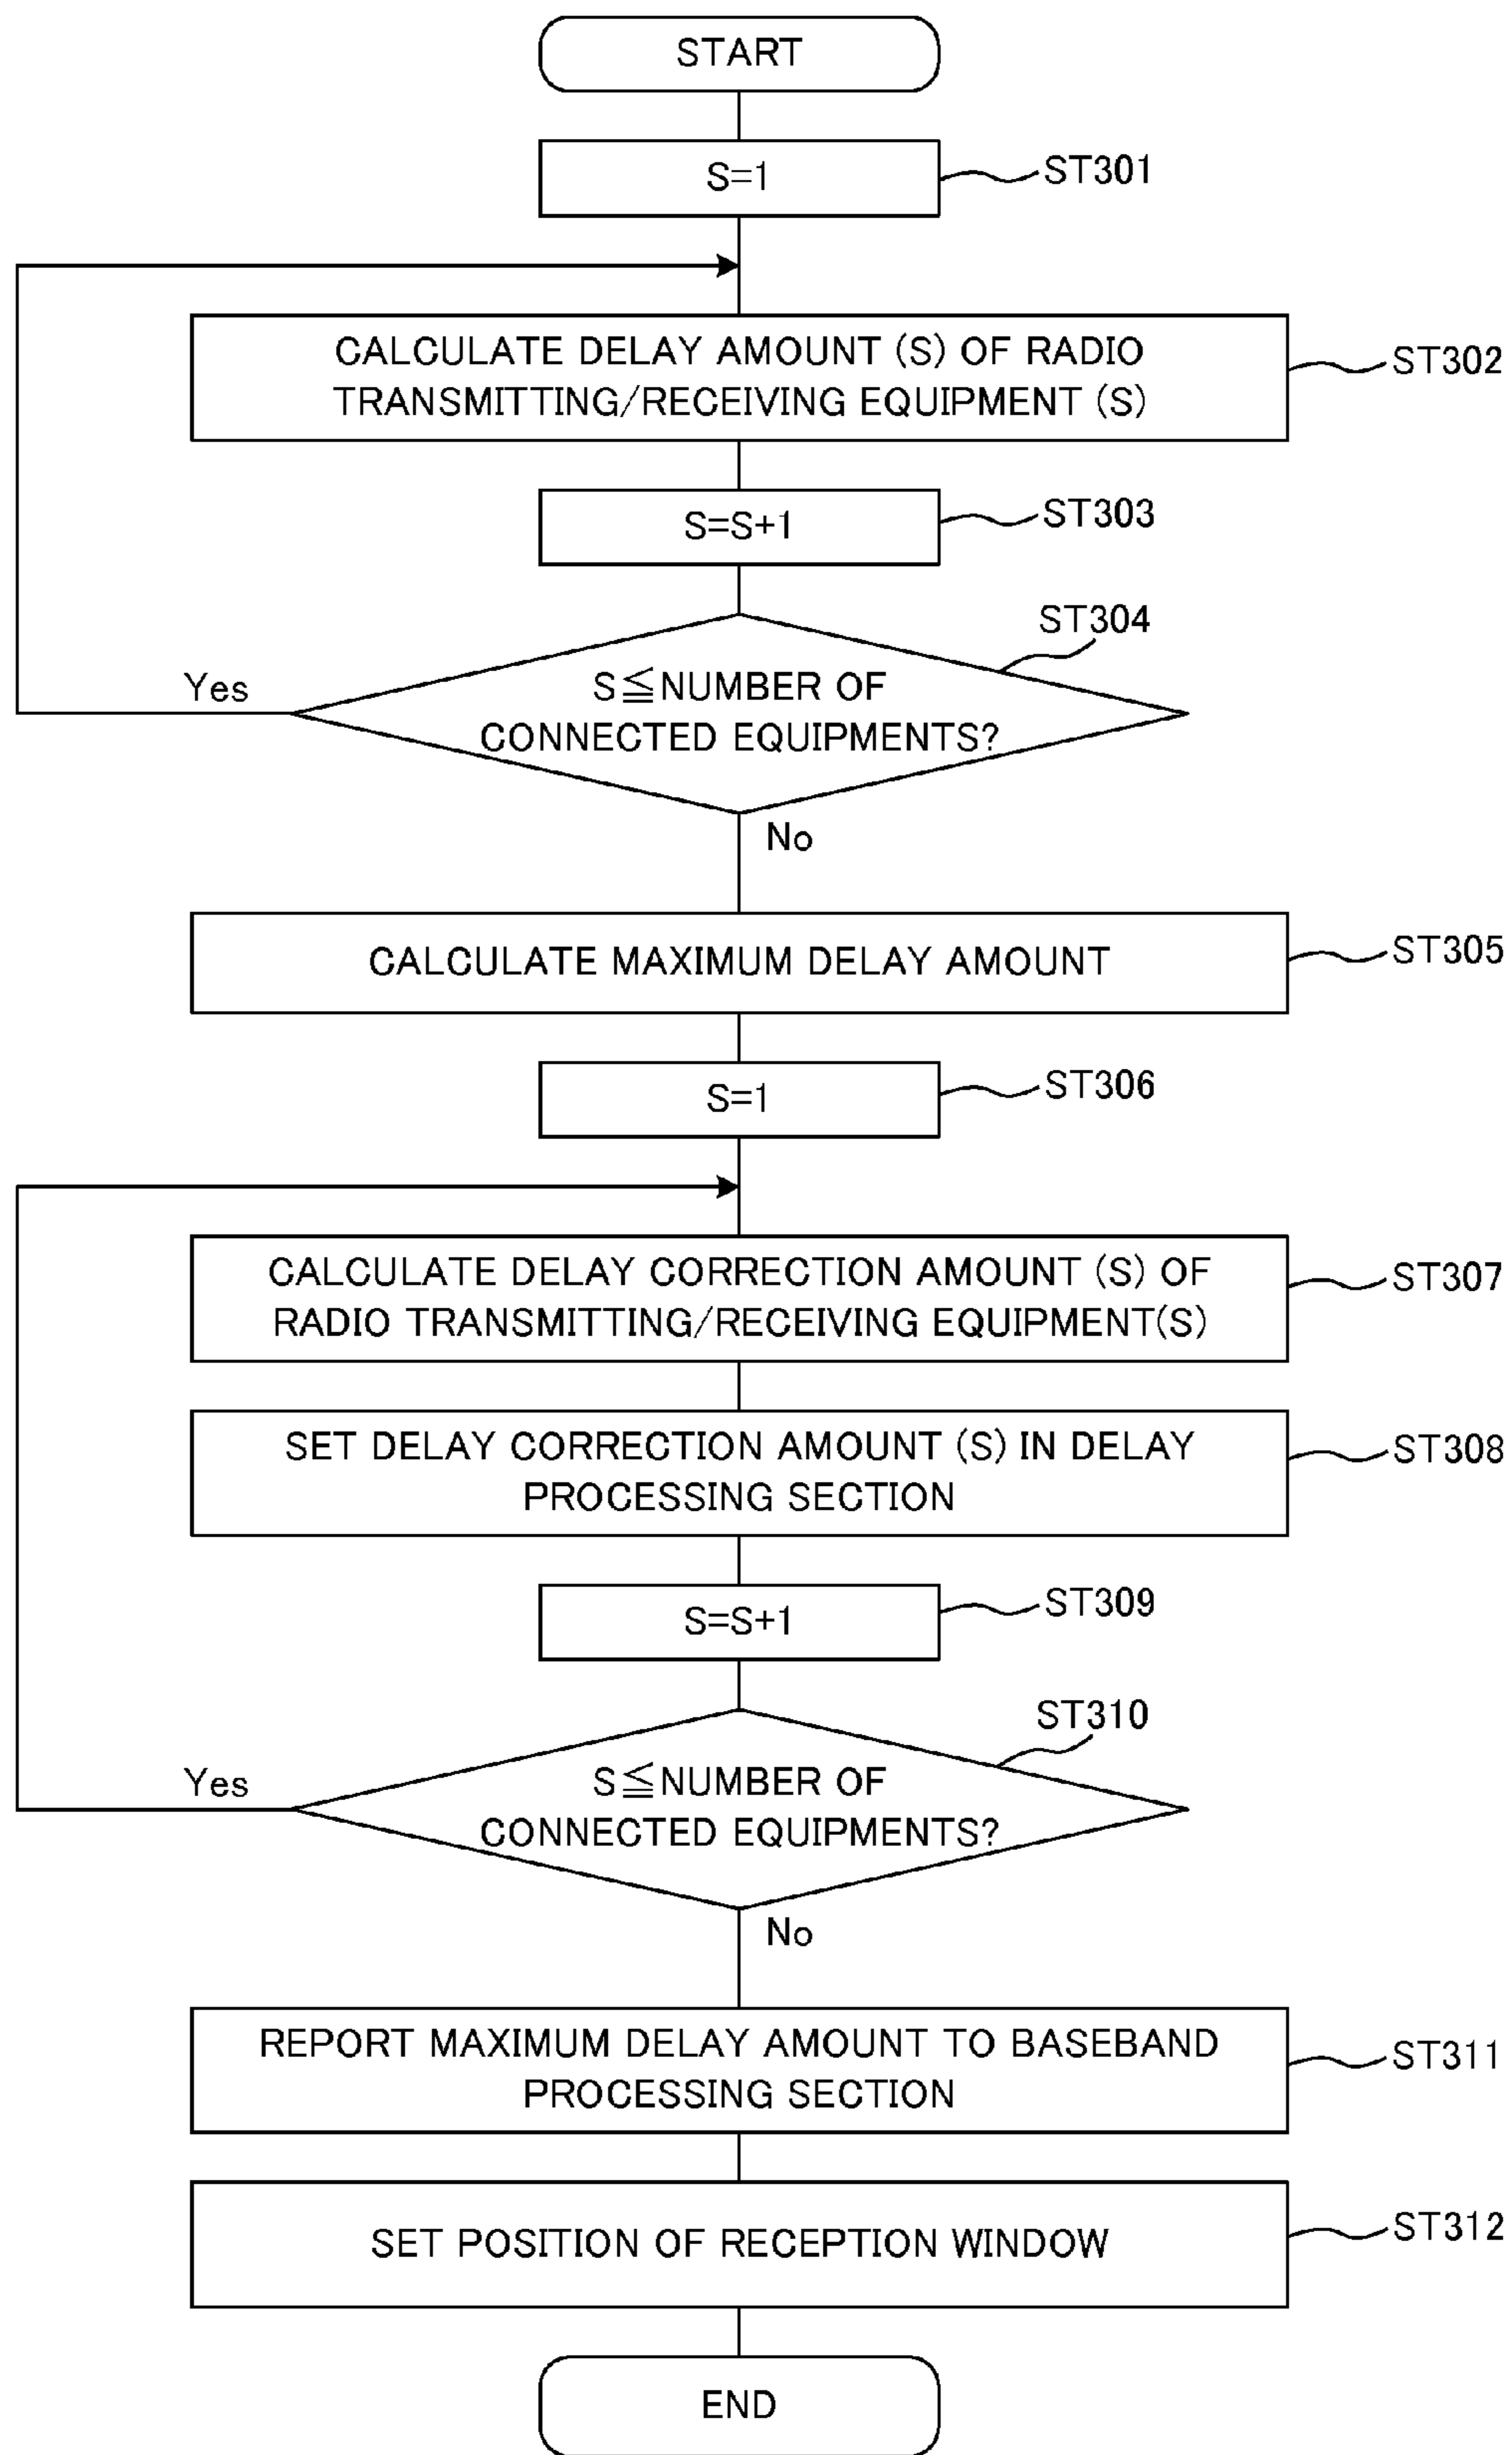 START
S=1
ST301
CALCULATE DELAY AMOUNT (S) OF RADIO
TRANSMITTING/RECEIVING EQUIPMENT (S)
ST302
S=S+1
ST303
ST304
S≦NUMBER OF
CONNECTED EQUIPMENTS?
Yes
No
CALCULATE MAXIMUM DELAY AMOUNT
ST305
S=1
ST306
CALCULATE DELAY CORRECTION AMOUNT (S) OF
RADIO TRANSMITTING/RECEIVING EQUIPMENT(S)
ST307
SET DELAY CORRECTION AMOUNT (S) IN DELAY
PROCESSING SECTION
ST308
S=S+1
ST309
ST310
S≦NUMBER OF
CONNECTED EQUIPMENTS?
Yes
No
REPORT MAXIMUM DELAY AMOUNT TO BASEBAND
PROCESSING SECTION
ST311
SET POSITION OF RECEPTION WINDOW
ST312
END